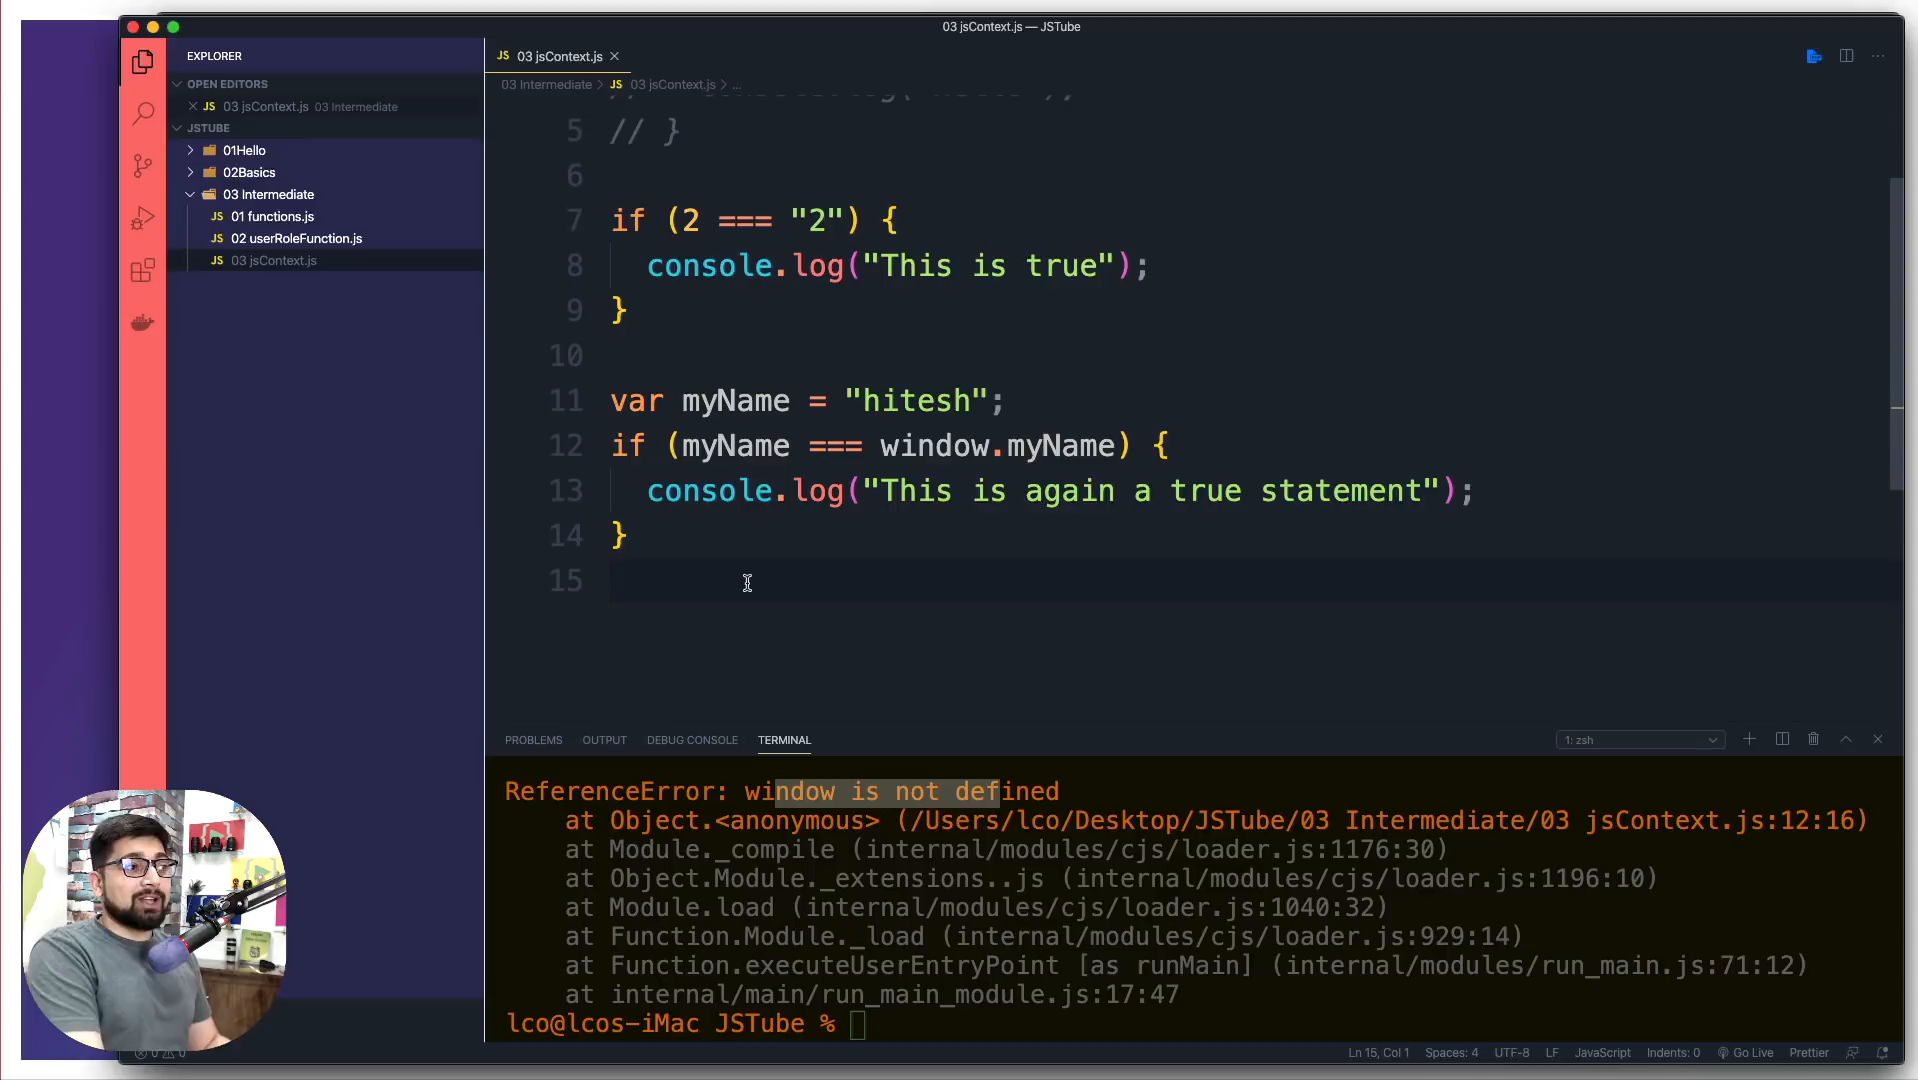 03 jsContext.js — JSTube
EXPLORER
OPEN EDITORS
JS 03 jsContext.js 03 Intermediate
JSTUBE
01Hello
02Basics
03 Intermediate
JS 01 functions.js
JS 02 userRoleFunction.js
JS 03 jsContext.js
JS 03 jsContext.js
03 Intermediate > JS 03 jsContext.js > ...
5 // }
6
7 if (2 === "2") {
8 console.log("This is true");
9 }
10
11 var myName = "hitesh";
12 if (myName === window.myName) {
13 console.log("This is again a true statement");
14 }
15
PROBLEMS OUTPUT DEBUG CONSOLE TERMINAL 1: zsh
ReferenceError: window is not defined
at Object.<anonymous> (/Users/lco/Desktop/JSTube/03 Intermediate/03 jsContext.js:12:16)
at Module._compile (internal/modules/cjs/loader.js:1176:30)
at Object.Module._extensions..js (internal/modules/cjs/loader.js:1196:10)
at Module.load (internal/modules/cjs/loader.js:1040:32)
at Function.Module._load (internal/modules/cjs/loader.js:929:14)
at Function.executeUserEntryPoint [as runMain] (internal/modules/run_main.js:71:12)
at internal/main/run_main_module.js:17:47
lco@lcos-iMac JSTube %
0 0 Ln 15, Col 1 Spaces: 4 UTF-8 LF JavaScript Indents: 0 Go Live Prettier